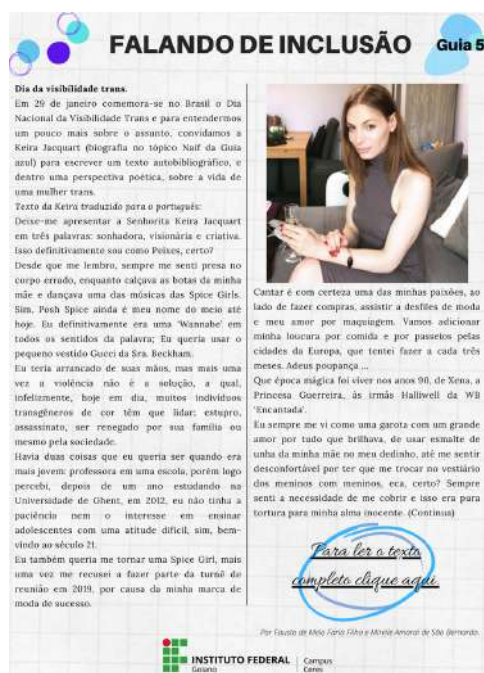 FALANDO DE INCLUSÃO
Guia 5
Dia da visibilidade trans.
Em 29 de janeiro comemora-se no Brasil o Dia
Nacional da Visibilidade Trans e para entendermos
um pouco mais sobre o assunto, convidamos a
Keira Jacquart (biografia no tópico Naif da Guia
azul) para escrever um texto autobibliográfico, e
dentro uma perspectiva poética, sobre a vida de
uma mulher trans.
Texto da Keira traduzido para o português:
Deixe-me apresentar a Senhorita Keira Jacquart
em três palavras: sonhadora, visionária e criativa.
Isso definitivamente sou como Peixes, certo?
Desde que me lembro, sempre me senti presa no
corpo errado, enquanto calçava as botas da minha
mãe e dançava uma das músicas das Spice Girls.
Sim, Posh Spice ainda é meu nome do meio até
hoje. Eu definitivamente era uma 'Wannabe' em
todos os sentidos da palavra; Eu queria usar o
pequeno vestido Gucci da Sra. Beckham.
Eu teria arrancado de suas mãos, mas mais uma
vez a violência não é a solução, a qual,
infelizmente, hoje em dia, muitos indivíduos
transgêneros de cor têm que lidar: estupro,
assassinato, ser renegado por sua família ou
mesmo pela sociedade.
Havia duas coisas que eu queria ser quando era
mais jovem: professora em uma escola, porém logo
percebi, depois de um ano estudando na
Universidade de Ghent, em 2012, eu não tinha a
paciência nem o interesse em ensinar
adolescentes com uma atitude difícil, sim, bem-
vindo ao século 21.
Eu também queria me tornar uma Spice Girl, mais
uma vez me recusei a fazer parte da turnê de
reunião em 2019, por causa da minha marca de
moda de sucesso.
Cantar é com certeza uma das minhas paixões, ao
lado de fazer compras, assistir a desfiles de moda
e meu amor por maquiagem. Vamos adicionar
minha loucura por comida e por passeios pelas
cidades da Europa, que tentei fazer a cada três
meses. Adeus poupança ...
Que época mágica foi viver nos anos 90, de Xena, a
Princesa Guerreira, às irmãs Halliwell da WB
'Encantada'.
Eu sempre me vi como uma garota com um grande
amor por tudo que brilhava, de usar esmalte de
unha da minha mãe no meu dedinho, até me sentir
desconfortável por ter que me trocar no vestiário
dos meninos com meninos, eca, certo? Sempre
senti a necessidade de me cobrir e isso era para
tortura para minha alma inocente. (Continua)
Para ler o texto
completo clique aqui.
Por Fausto de Melo Faria Filho e Mirele Amaral de São Bernardo.
INSTITUTO FEDERAL
Goiano
Campus
Ceres